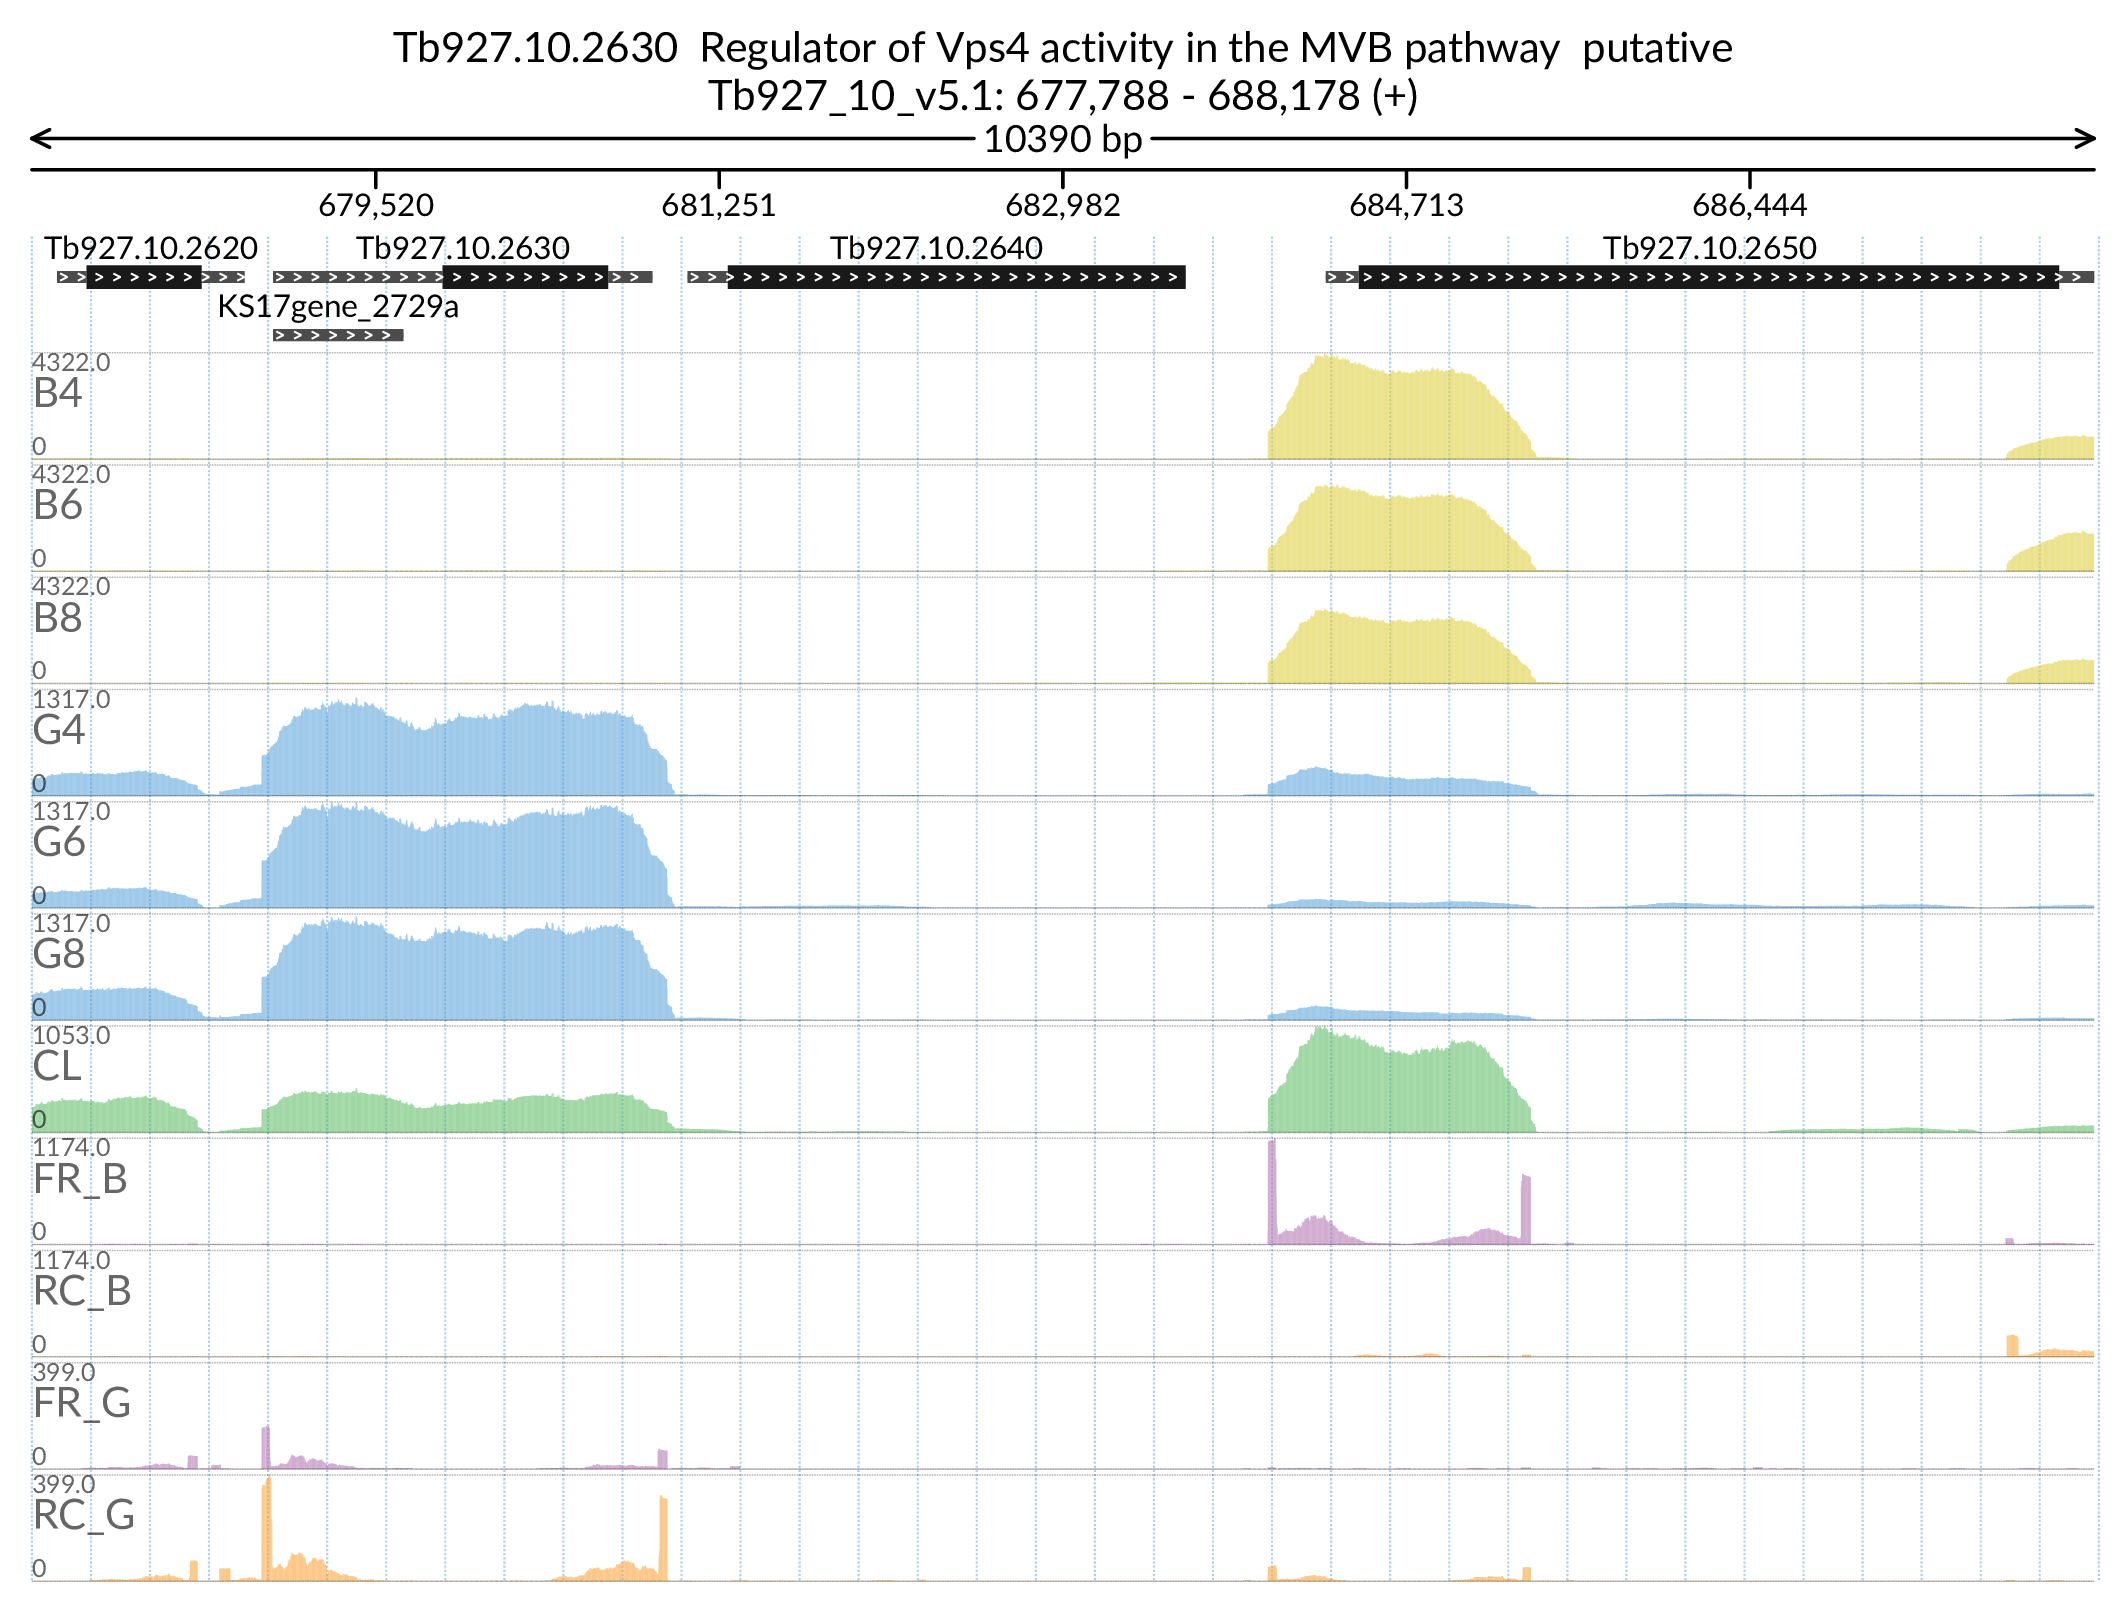 Tb927.10.2630  Regulator of Vps4 activity in the MVB pathway  putative
Tb927_10_v5.1: 677,788 - 688,178 (+)
10390 bp
679,520 681,251 682,982 684,713 686,444
Tb927.10.2620 Tb927.10.2630 Tb927.10.2640 Tb927.10.2650
KS17gene_2729a
4322.0
B4
0
4322.0
B6
0
4322.0
B8
0
1317.0
G4
0
1317.0
G6
0
1317.0
G8
0
1053.0
CL
0
1174.0
FR_B
0
1174.0
RC_B
0
399.0
FR_G
0
399.0
RC_G
0